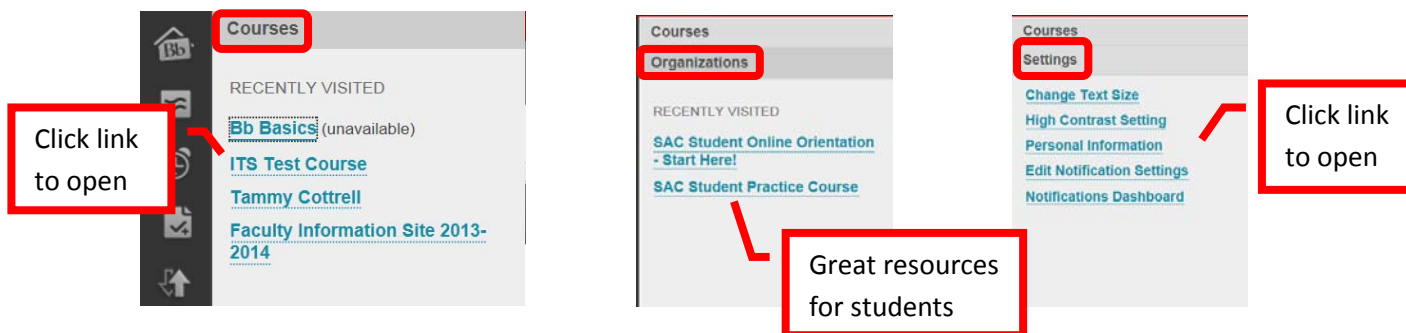 Courses
Bb
RECENTLY VISITED
Bb Basics (unavailable)
ITS Test Course
Tammy Cottrell
Faculty Information Site 2013-
2014
Click link
to open
Courses
Organizations
RECENTLY VISITED
SAC Student Online Orientation
- Start Here!
SAC Student Practice Course
Great resources
for students
Courses
Settings
Change Text Size
High Contrast Setting
Personal Information
Edit Notification Settings
Notifications Dashboard
Click link
to open